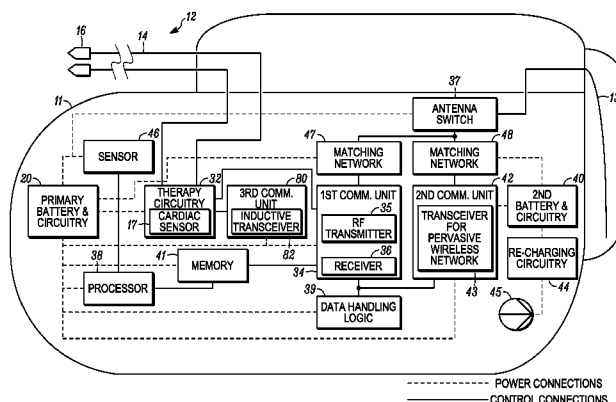 16
14
12
11
37
13
ANTENNA
SWITCH
46
47
48
SENSOR
MATCHING
NETWORK
MATCHING
NETWORK
20
32
80
42
40
PRIMARY
BATTERY &
CIRCUITRY
THERAPY
CIRCUITRY
17
CARDIAC
SENSOR
3RD COMM.
UNIT
INDUCTIVE
TRANSCEIVER
82
1ST COMM. UNIT
35
RF
TRANSMITTER
36
RECEIVER
34
2ND COMM. UNIT
TRANSCEIVER
FOR
PERVASIVE
WIRELESS
NETWORK
43
2ND
BATTERY &
CIRCUITRY
RE-CHARGING
CIRCUITRY
44
45
38
41
MEMORY
PROCESSOR
39
DATA HANDLING
LOGIC
POWER CONNECTIONS
CONTROL CONNECTIONS